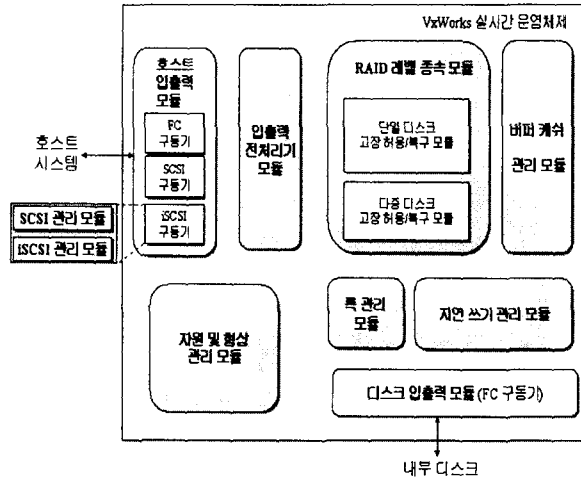 VxWorks 실시간 운영체제
호스트
입출력
모듈
FC
구동기
SCSI
구동기
iSCSI
구동기
호스트
시스템
SCSI 관리 모듈
iSCSI 관리 모듈
입출력
전처리기
모듈
RAID 레벨 종속 모듈
단일 디스크
고장 허용/복구 모듈
다중 디스크
고장 허용/복구 모듈
버퍼 캐쉬
관리 모듈
자원 및 형상
관리 모듈
락 관리
모듈
지연 쓰기 관리 모듈
디스크 입출력 모듈 (FC 구동기)
내부 디스크